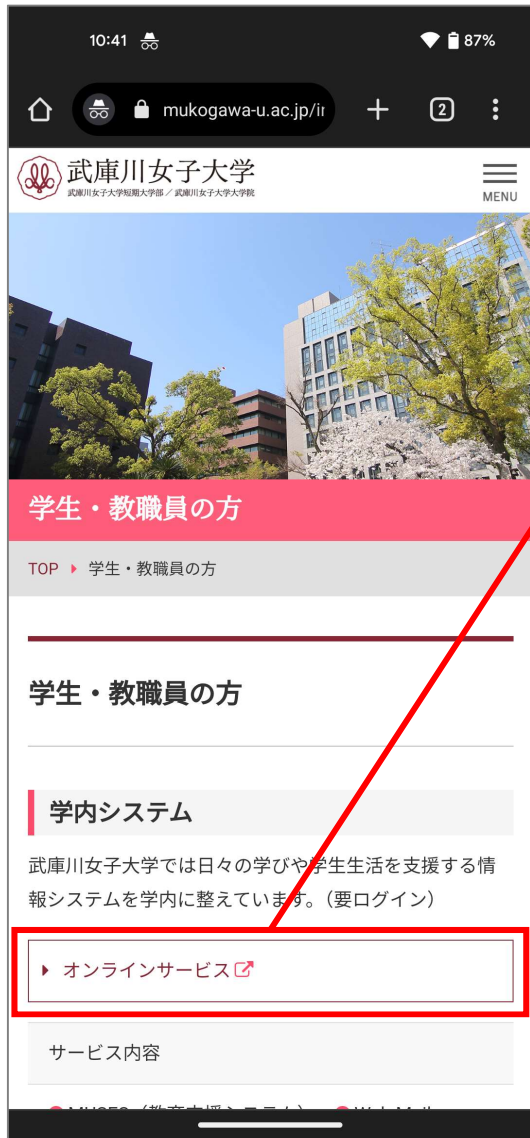 10:41
87%
mukogawa-u.ac.jp/ir
2
武庫川女子大学
武庫川女子大学短期大学部 / 武庫川女子大学大学院
MENU
学生・教職員の方
TOP 学生・教職員の方
学生・教職員の方
学内システム
武庫川女子大学では日々の学びや学生生活を支援する情
報システムを学内に整えています。（要ログイン）
オンラインサービス
サービス内容